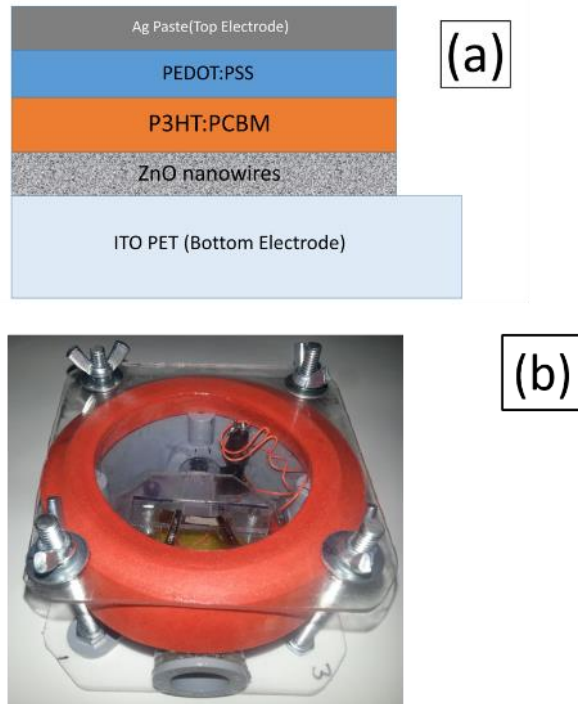 Ag Paste(Top Electrode)
(a)
PEDOT:PSS
P3HT:PCBM
ZnO nanowires
ITO PET (Bottom Electrode)
(b)
3